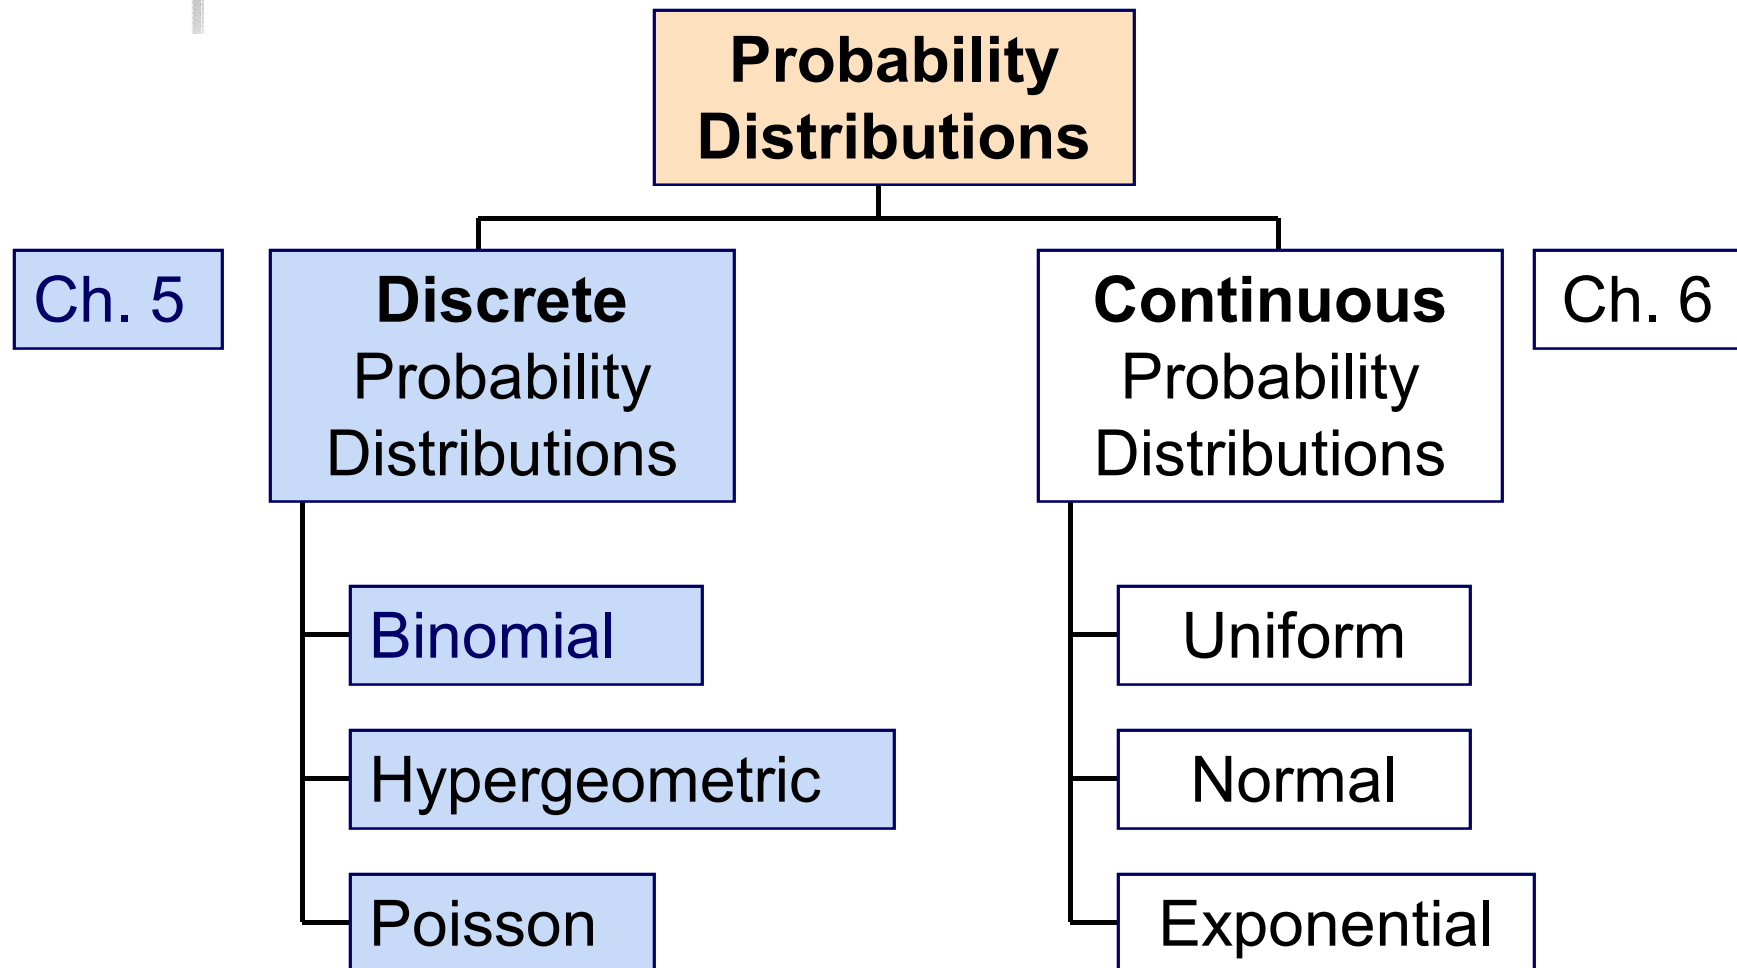 Probability
Distributions
Ch. 5
Discrete
Probability
Distributions
Continuous
Probability
Distributions
Ch. 6
Binomial
Hypergeometric
Poisson
Uniform
Normal
Exponential